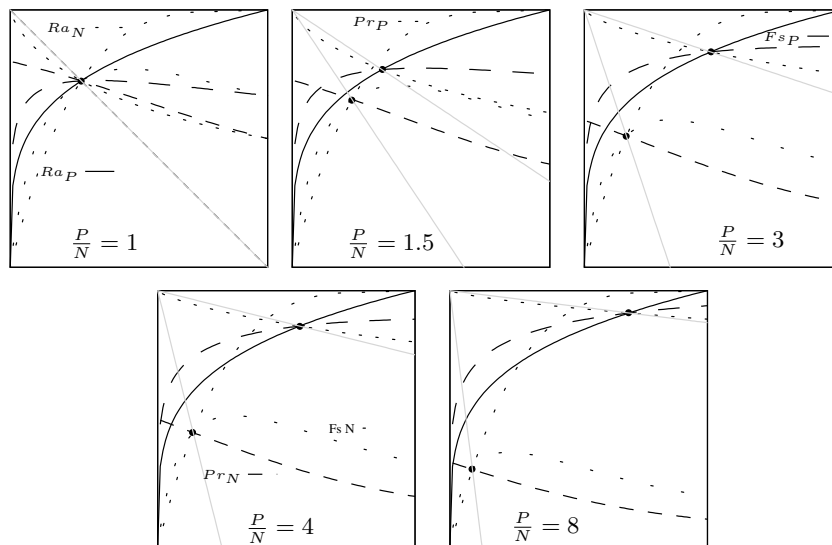 Ra_N
Ra_P
P/N = 1
Pr_P
P/N = 1.5
Fs_P
P/N = 3
Pr_N
P/N = 4
Fs N
P/N = 8